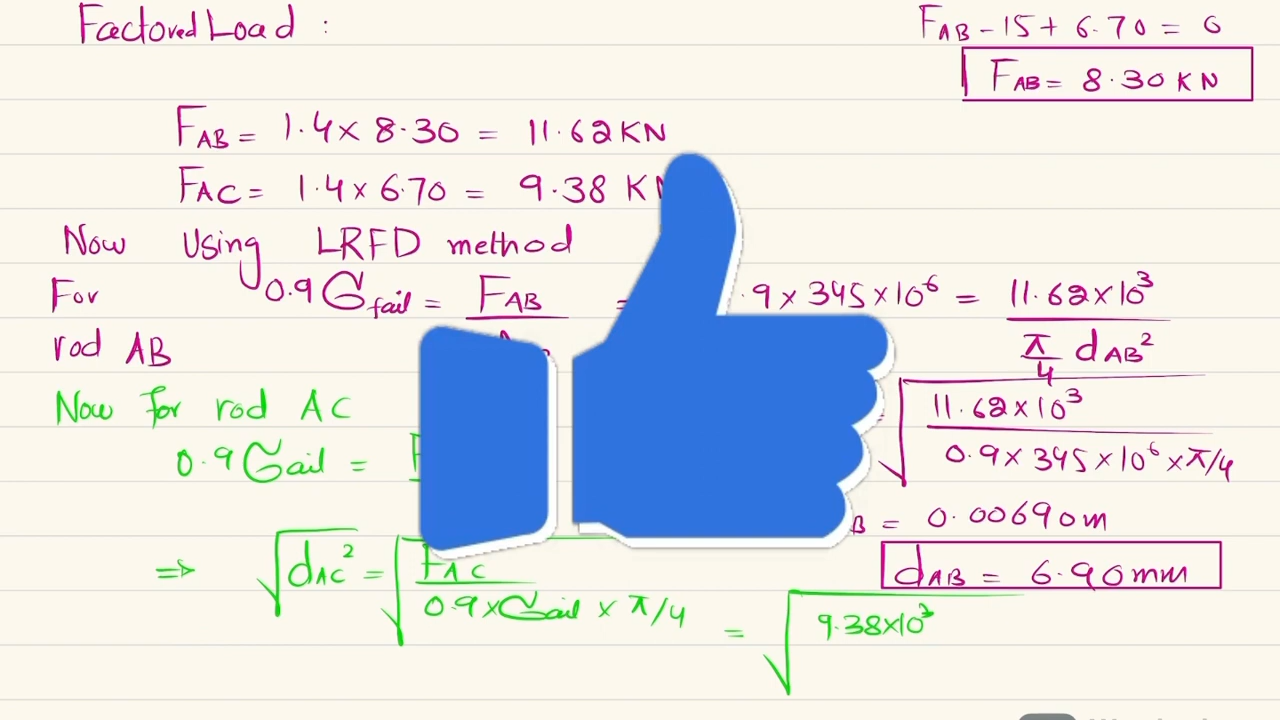 Factored Load :
FAB - 15 + 6.70 = 0
FAB = 8.30 KN
FAB = 1.4 × 8.30 = 11.62 KN
FAC = 1.4 × 6.70 = 9.38 KN
Now Using LRFD method
For 0.9 σfail = FAB = .9 × 345 × 10⁶ = 11.62 × 10³
rod AB π/4 dAB²
Now for rod AC
√ 11.62 × 10³
0.9 × 345 × 10⁶ × π/4
0.9 σfail = F
B = 0.0069 0m
⇒ √dAC² = √ FAC
dAB = 6.90 mm
0.9 × σfail × π/4
= √ 9.38 × 10³